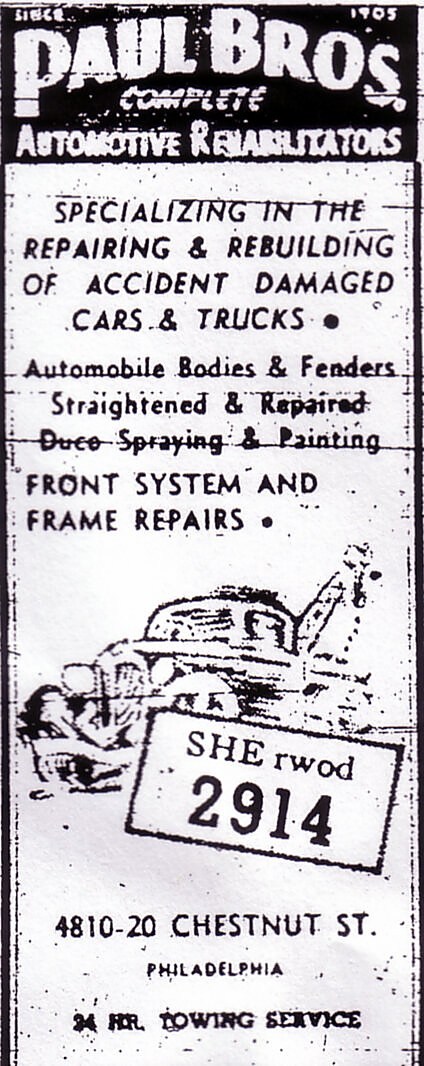 SINCE 1905
PAUL BROS.
COMPLETE
AUTOMOTIVE REHABILITATORS
SPECIALIZING IN THE
REPAIRING & REBUILDING
OF ACCIDENT DAMAGED
CARS & TRUCKS •
Automobile Bodies & Fenders
Straightened & Repaired
Duco Spraying & Painting
FRONT SYSTEM AND
FRAME REPAIRS •
SHE rwod
2914
4810-20 CHESTNUT ST.
PHILADELPHIA
24 HR. TOWING SERVICE